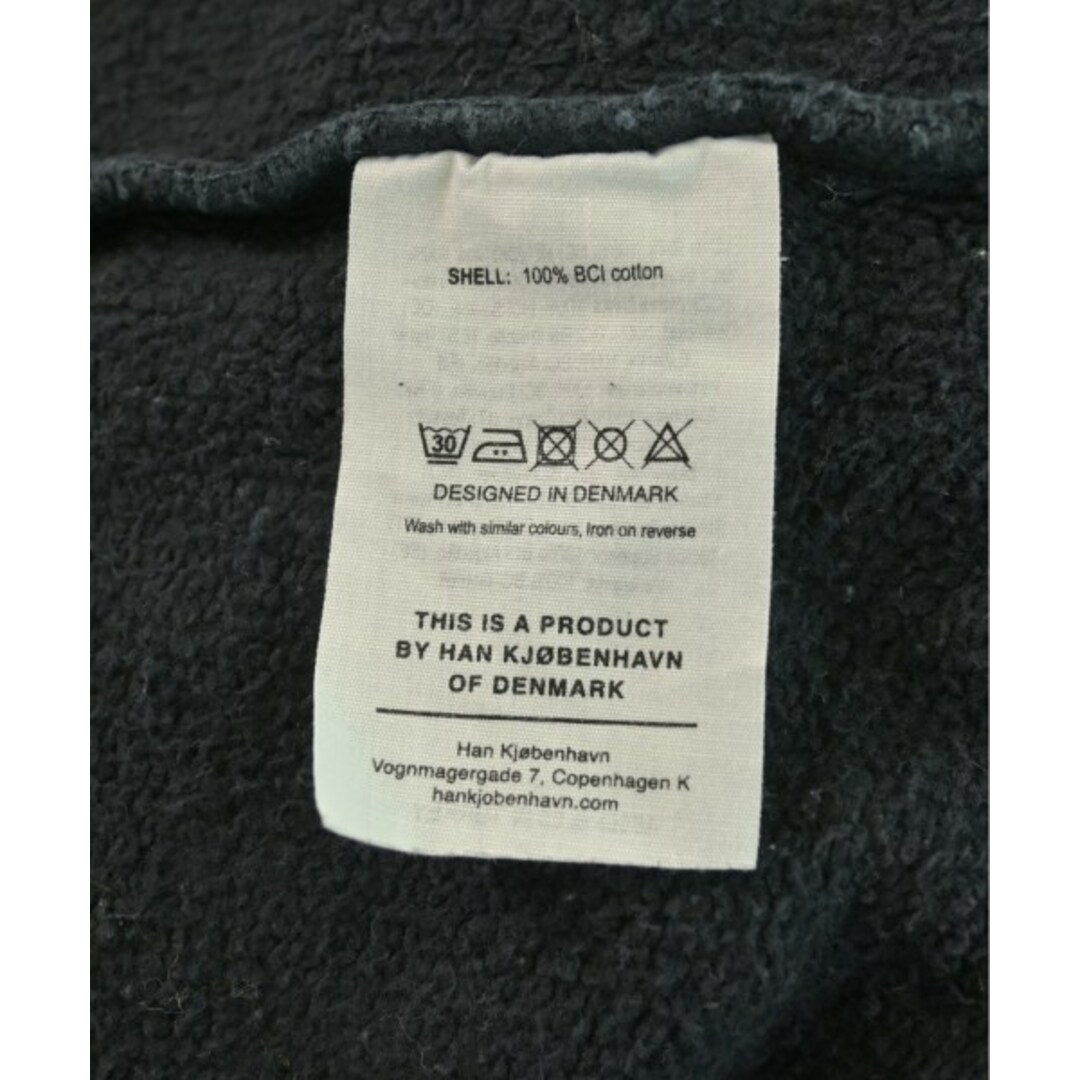 SHELL: 100% BCI cotton
30
DESIGNED IN DENMARK
Wash with similar colours, Iron on reverse
THIS IS A PRODUCT
BY HAN KJØBENHAVN
OF DENMARK
Han Kjøbenhavn
Vognmagergade 7, Copenhagen K
hankjobenhavn.com